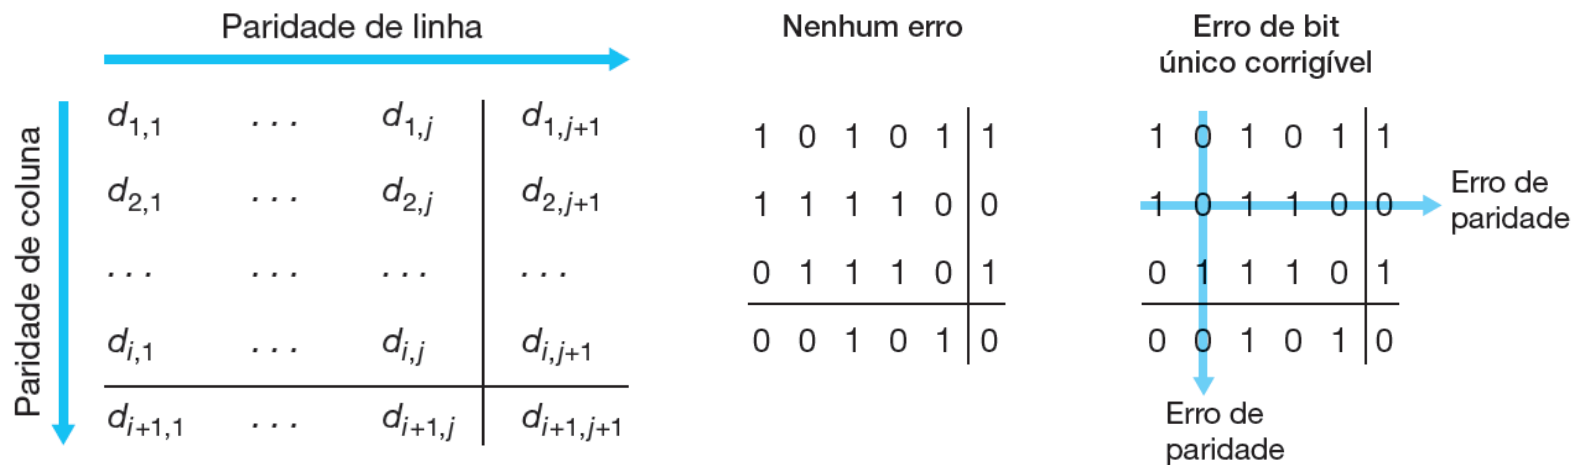 Paridade de linha
Paridade de coluna
d1,1 . . . d1,j d1,j+1
d2,1 . . . d2,j d2,j+1
. . . . . . . . . . . .
di,1 . . . di,j di,j+1
di+1,1 . . . di+1,j di+1,j+1
Nenhum erro
1 0 1 0 1 1
1 1 1 1 0 0
0 1 1 1 0 1
0 0 1 0 1 0
Erro de bit
único corrigível
1 0 1 0 1 1
1 0 1 1 0 0
0 1 1 1 0 1
0 0 1 0 1 0
Erro de
paridade
Erro de
paridade